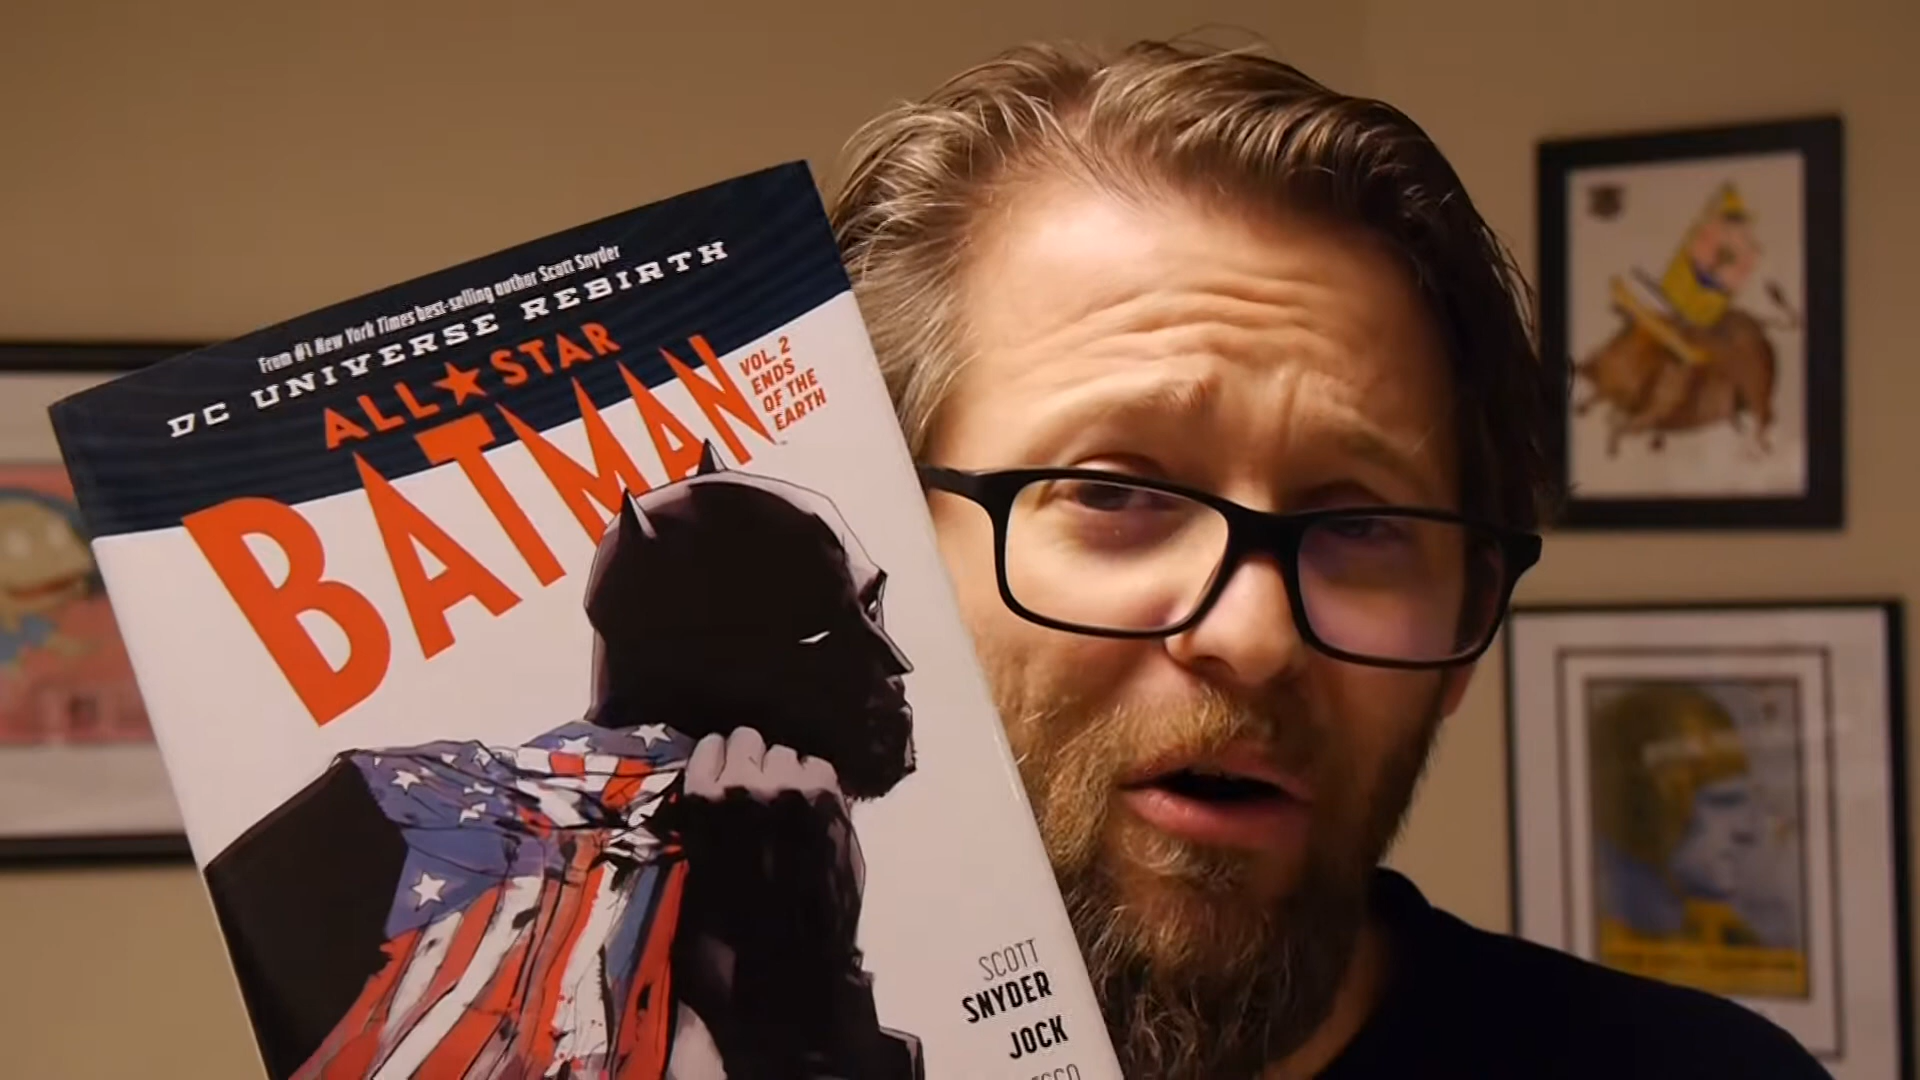 From #1 New York Times best-selling author Scott Snyder
DC UNIVERSE REBIRTH
ALL★STAR
BATMAN
VOL. 2
ENDS
OF THE
EARTH
SCOTT
SNYDER
JOCK